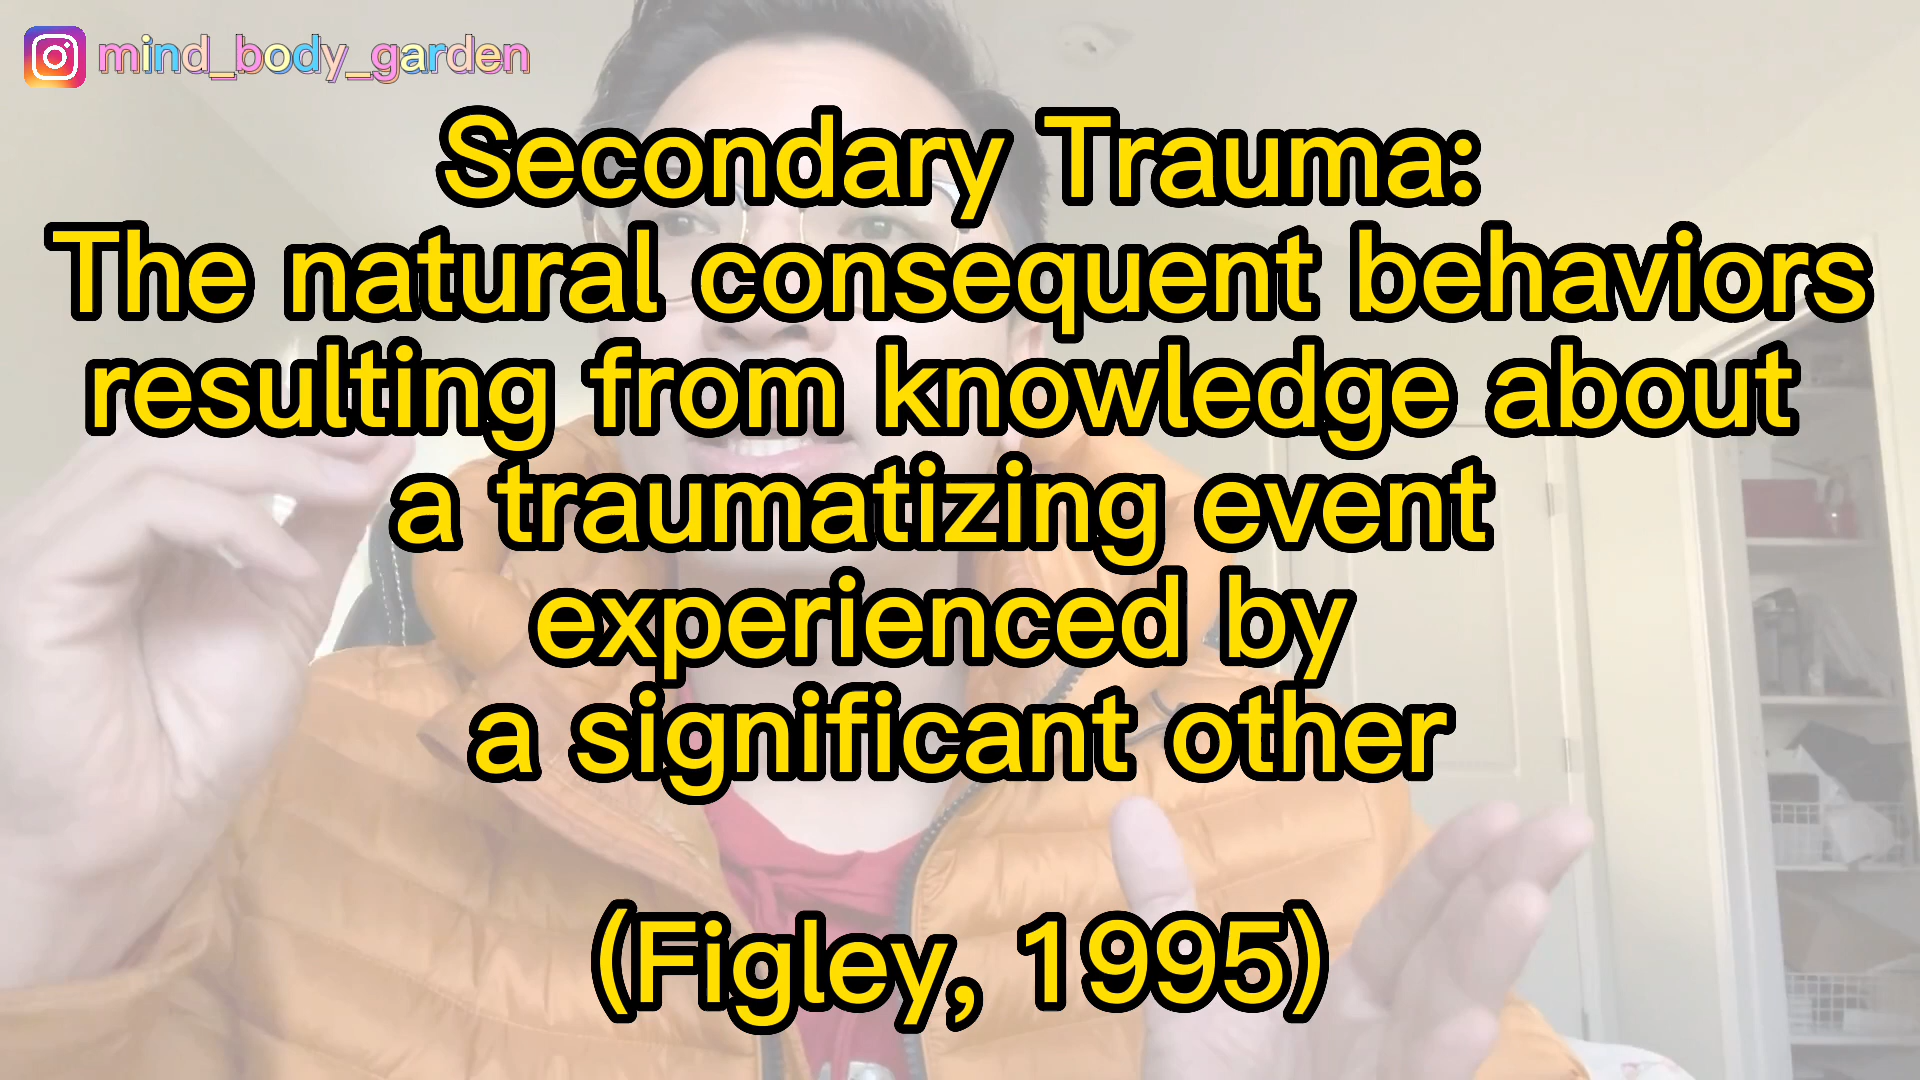 mind_body_garden
Secondary Trauma:
The natural consequent behaviors
resulting from knowledge about
a traumatizing event
experienced by
a significant other
(Figley, 1995)